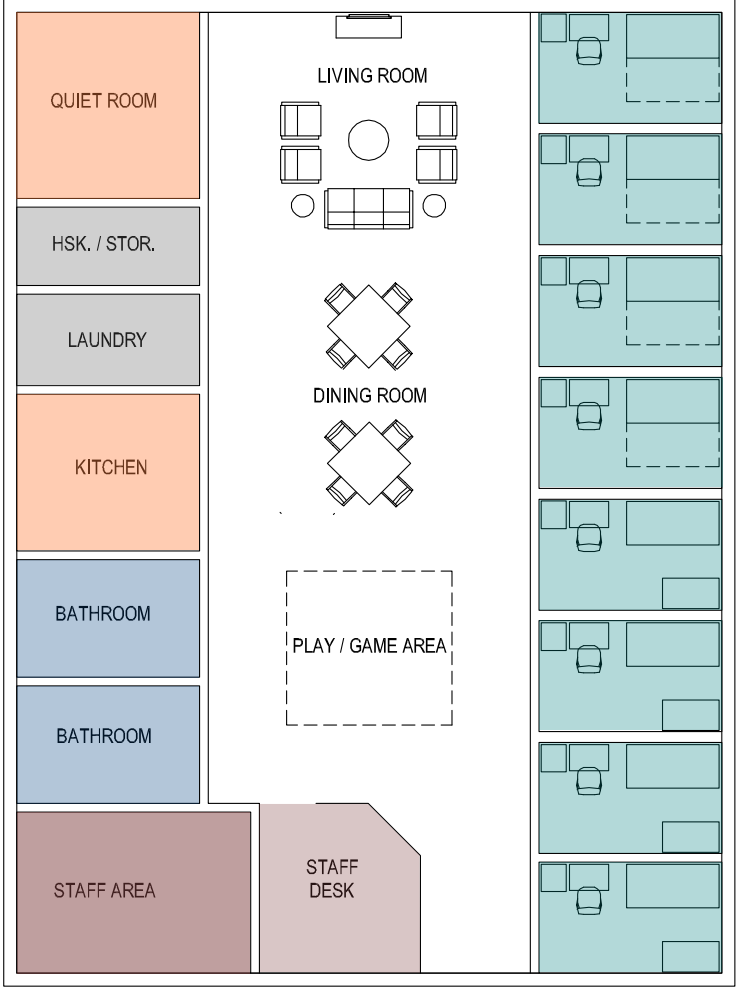 LIVING ROOM
QUIET ROOM
HSK. / STOR.
LAUNDRY
DINING ROOM
KITCHEN
BATHROOM
PLAY / GAME AREA
BATHROOM
STAFF
DESK
STAFF AREA